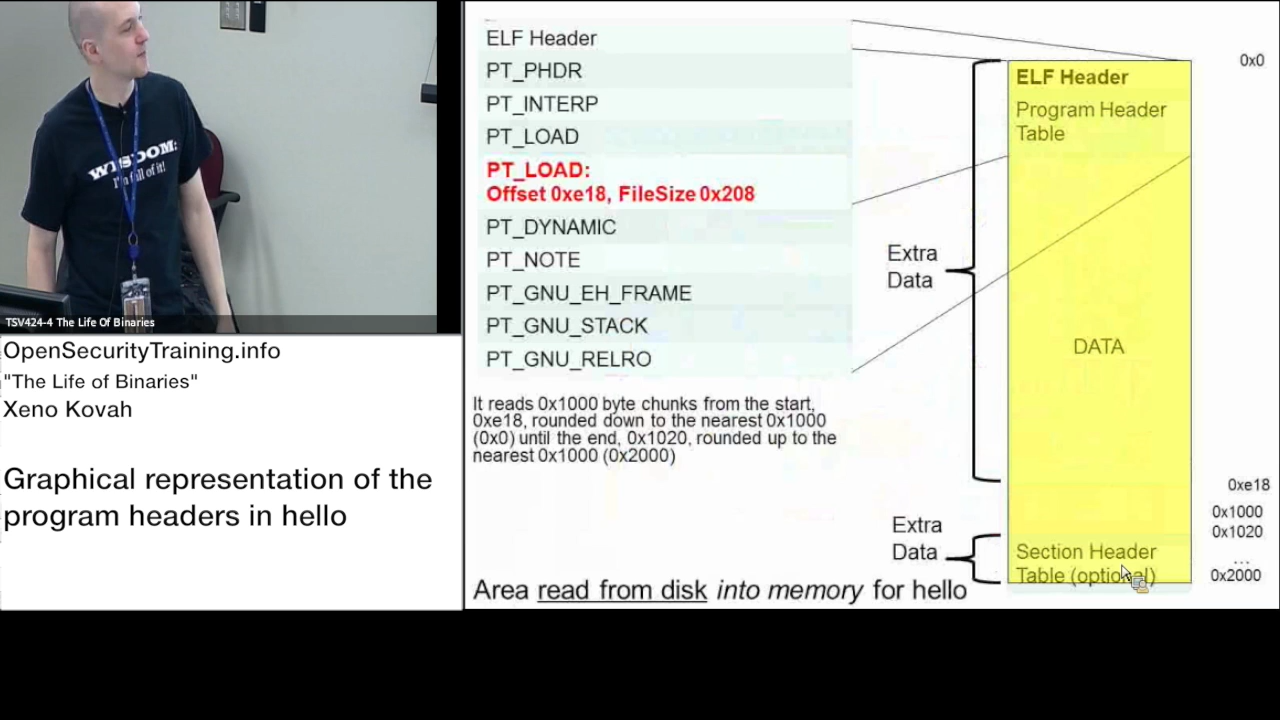 WISDOM:
I'm full of it!
TSV424-4 The Life Of Binaries
OpenSecurityTraining.info
"The Life of Binaries"
Xeno Kovah
Graphical representation of the
program headers in hello
ELF Header
PT_PHDR
PT_INTERP
PT_LOAD
PT_LOAD:
Offset 0xe18, FileSize 0x208
PT_DYNAMIC
PT_NOTE
PT_GNU_EH_FRAME
PT_GNU_STACK
PT_GNU_RELRO
It reads 0x1000 byte chunks from the start,
0xe18, rounded down to the nearest 0x1000
(0x0) until the end, 0x1020, rounded up to the
nearest 0x1000 (0x2000)
Area read from disk into memory for hello
Extra
Data
Extra
Data
ELF Header
Program Header
Table
DATA
Section Header
Table (optional)
0x0
0xe18
0x1000
0x1020
...
0x2000